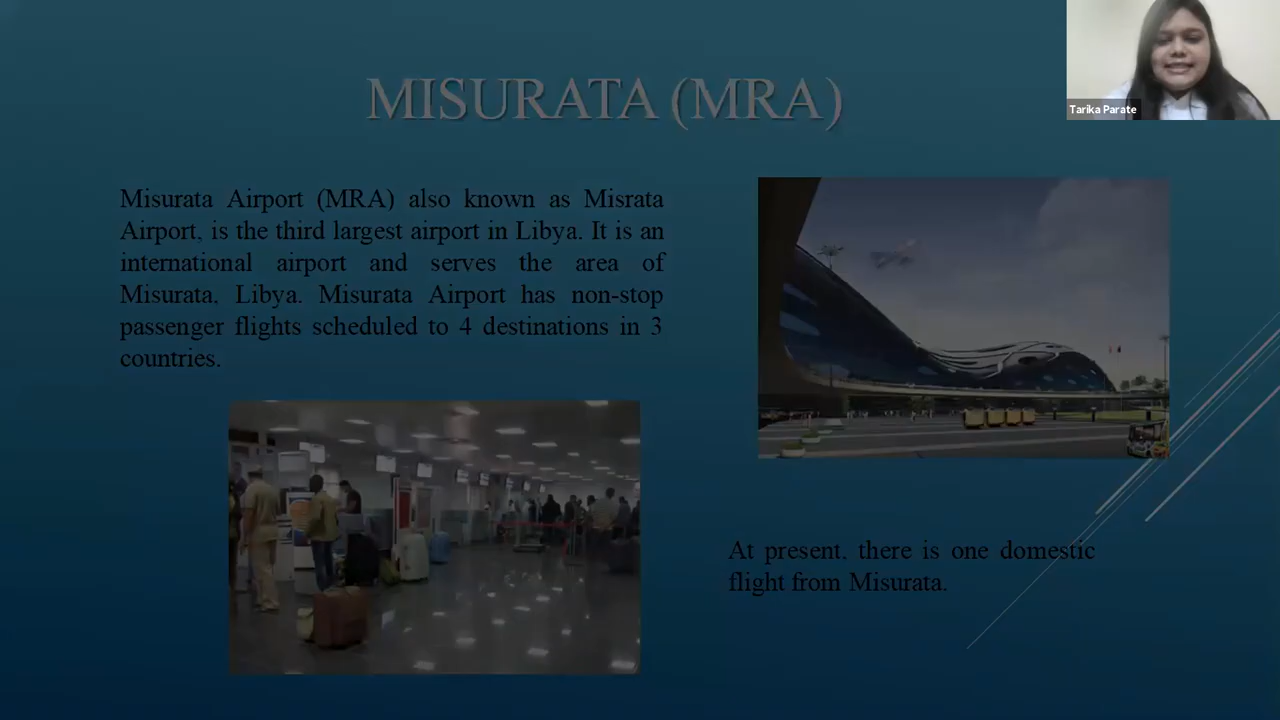 MISURATA (MRA)
Tarika Parate
Misurata Airport (MRA) also known as Misrata
Airport, is the third largest airport in Libya. It is an
international airport and serves the area of
Misurata, Libya. Misurata Airport has non-stop
passenger flights scheduled to 4 destinations in 3
countries.
At present, there is one domestic
flight from Misurata.